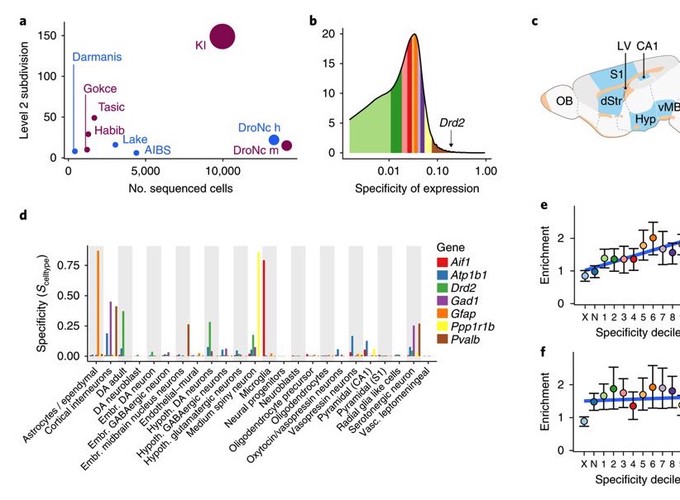 a
Level 2 subdivision
150
100
50
0
0
5,000
10,000
No. sequenced cells
KI
Darmanis
Gokce
Tasic
Habib
Lake
AIBS
DroNc h
DroNc m
b
20
15
10
5
0
Drd2
0.01
0.10
1.00
Specificity of expression
c
LV CA1
S1
OB
dStr
vMB
Hyp
d
Specificity (Scelltype)
0.75
0.50
0.25
0.00
Gene
Aif1
Atp1b1
Drd2
Gad1
Gfap
Ppp1r1b
Pvalb
Astrocytes / ependymal
Cortical interneurons
DA adult
DA neuroblast
Embr. DA neuron
Embr. GABAergic neuron
Embr. midbrain nucleus neurons
Endothelial_mural
Hypoth. DA neurons
Hypoth. GABAergic neurons
Hypoth. glutamatergic neurons
Medium spiny neuron
Microglia
Neural Progenitors
Neuroblasts
Oligodendrocyte precursor
Oligodendrocytes
Oxytocin/vasopressin neurons
Vasopressin neurons
Pyramidal (CA1)
Pyramidal (S1)
Radial glia like cells
Serotonergic neuron
Vasc. leptomeningeal
e
Enrichment
2
1
0
X N 1 2 3 4 5 6 7 8
Specificity decile
f
Enrichment
2
1
0
X N 1 2 3 4 5 6 7 8
Specificity decile